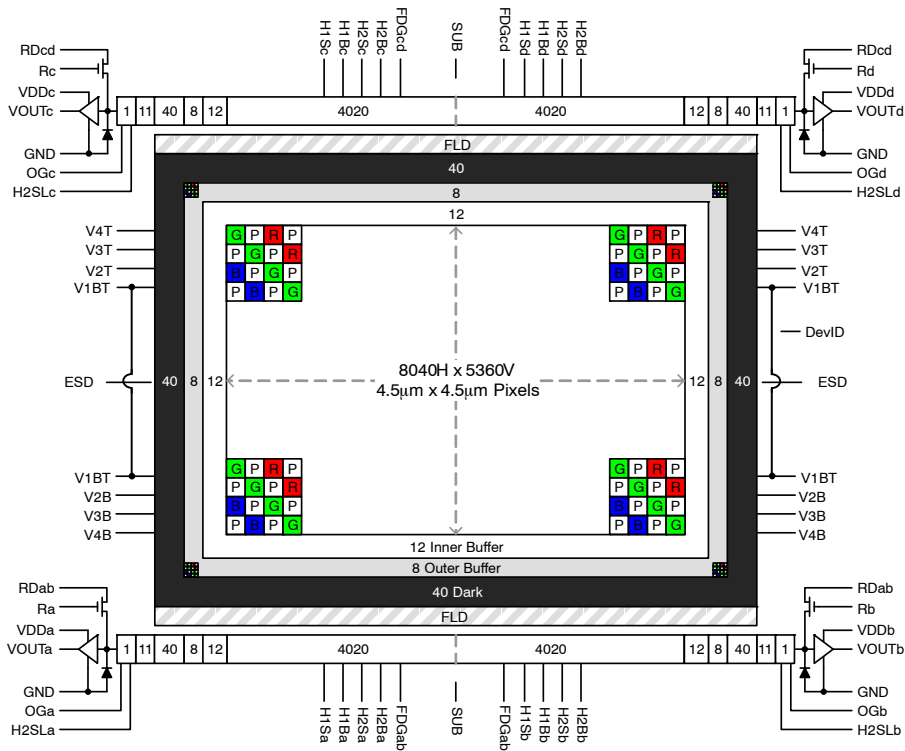 H1Sc H1Bc H2Sc H2Bc FDGcd SUB FDGcd H1Sd H1Bd H2Sd H2Bd
RDcd RDcd
Rc Rd
VDDc VDDd
VOUTc 1 11 40 8 12 4020 4020 12 8 40 11 1 VOUTd
GND FLD GND
OGc 40 OGd
H2SLc 8 H2SLd
12
V4T G P R P G P R P V4T
V3T P G P R P G P R V3T
V2T B P G P B P G P V2T
V1BT P B P G P B P G V1BT
DevID
8040H x 5360V
ESD 40 8 12 12 8 40 ESD
4.5μm x 4.5μm Pixels
G P R P G P R P
V1BT P G P R P G P R V1BT
V2B B P G P B P G P V2B
V3B P B P G P B P G V3B
V4B V4B
12 Inner Buffer
8 Outer Buffer
RDab 40 Dark RDab
Ra FLD Rb
VDDa VDDb
VOUTa 1 11 40 8 12 4020 4020 12 8 40 11 1 VOUTb
GND GND
OGa OGb
H2SLa H2SLb
H1Sa H1Ba H2Sa H2Ba FDGab SUB FDGab H1Sb H1Bb H2Sb H2Bb